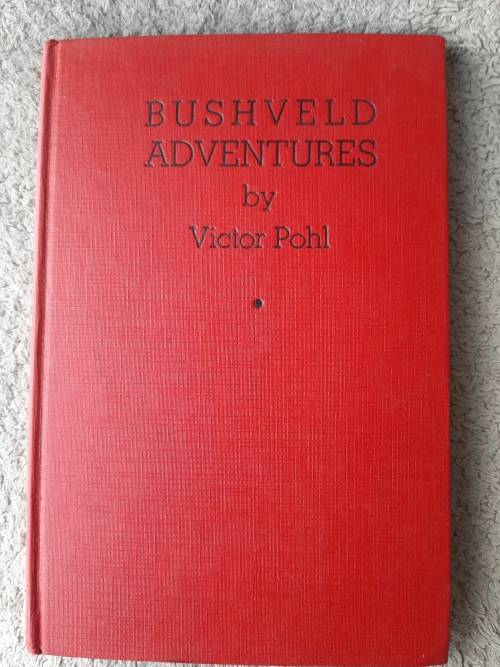 BUSHVELD
ADVENTURES
by
Victor Pohl